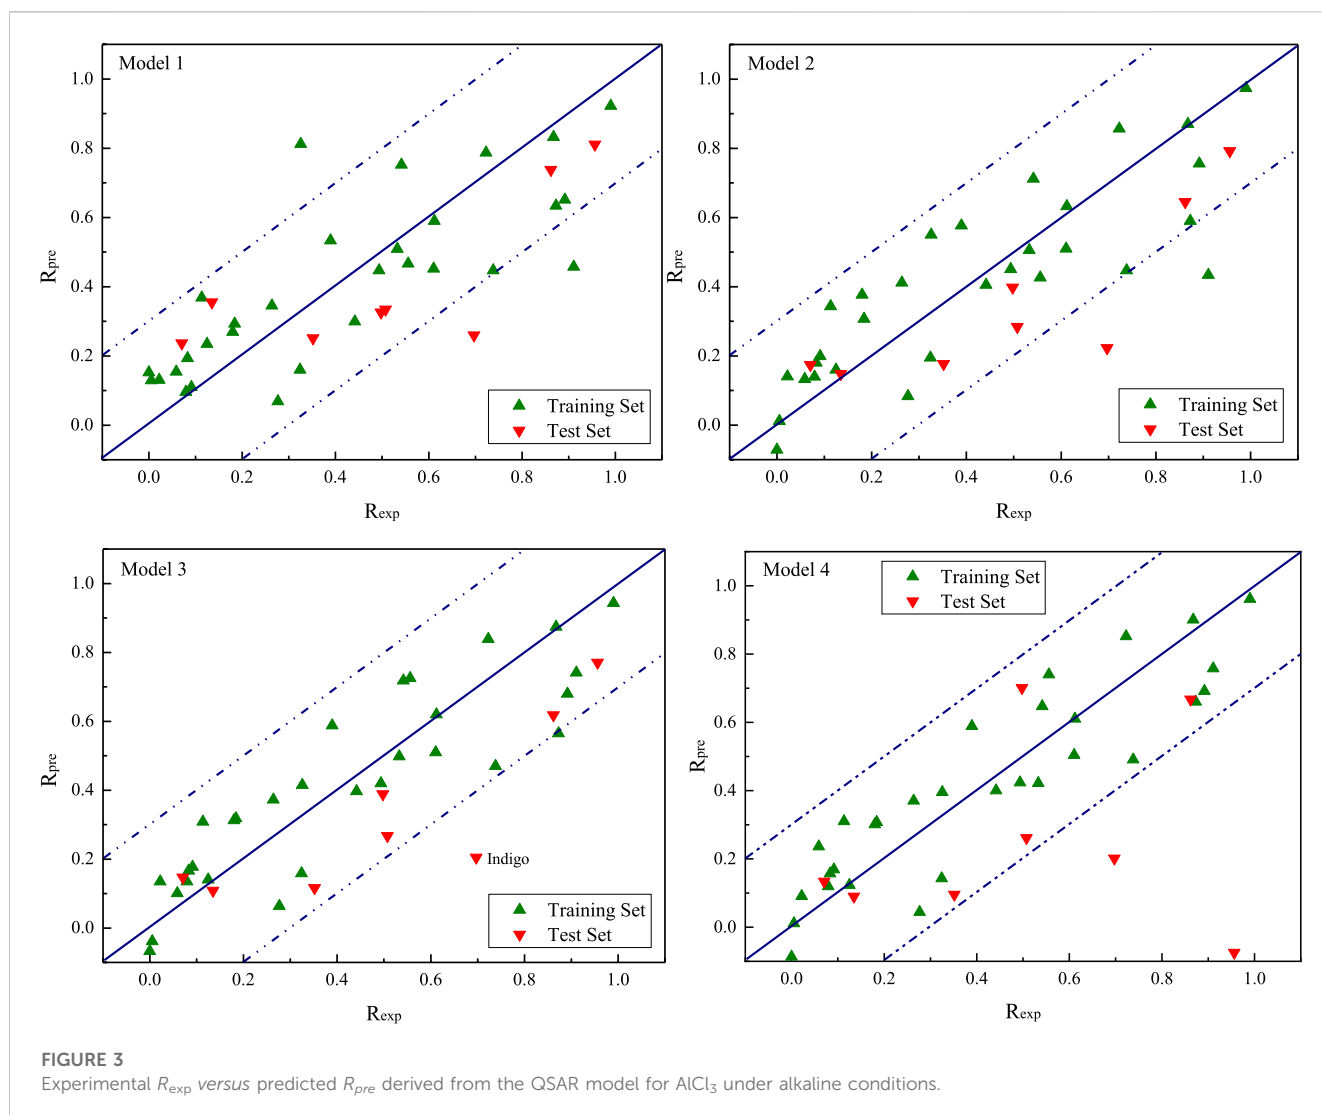 Model 1
1.0
0.8
0.6
0.4
0.2
0.0
Rpre
0.0 0.2 0.4 0.6 0.8 1.0
Rexp
Training Set
Test Set
Model 2
1.0
0.8
0.6
0.4
0.2
0.0
Rpre
0.0 0.2 0.4 0.6 0.8 1.0
Rexp
Training Set
Test Set
Model 3
1.0
0.8
0.6
0.4
0.2
0.0
Rpre
0.0 0.2 0.4 0.6 0.8 1.0
Rexp
Indigo
Training Set
Test Set
Model 4
1.0
0.8
0.6
0.4
0.2
0.0
Rpre
0.0 0.2 0.4 0.6 0.8 1.0
Rexp
Training Set
Test Set
FIGURE 3
Experimental Rexp versus predicted Rpre derived from the QSAR model for AlCl3 under alkaline conditions.